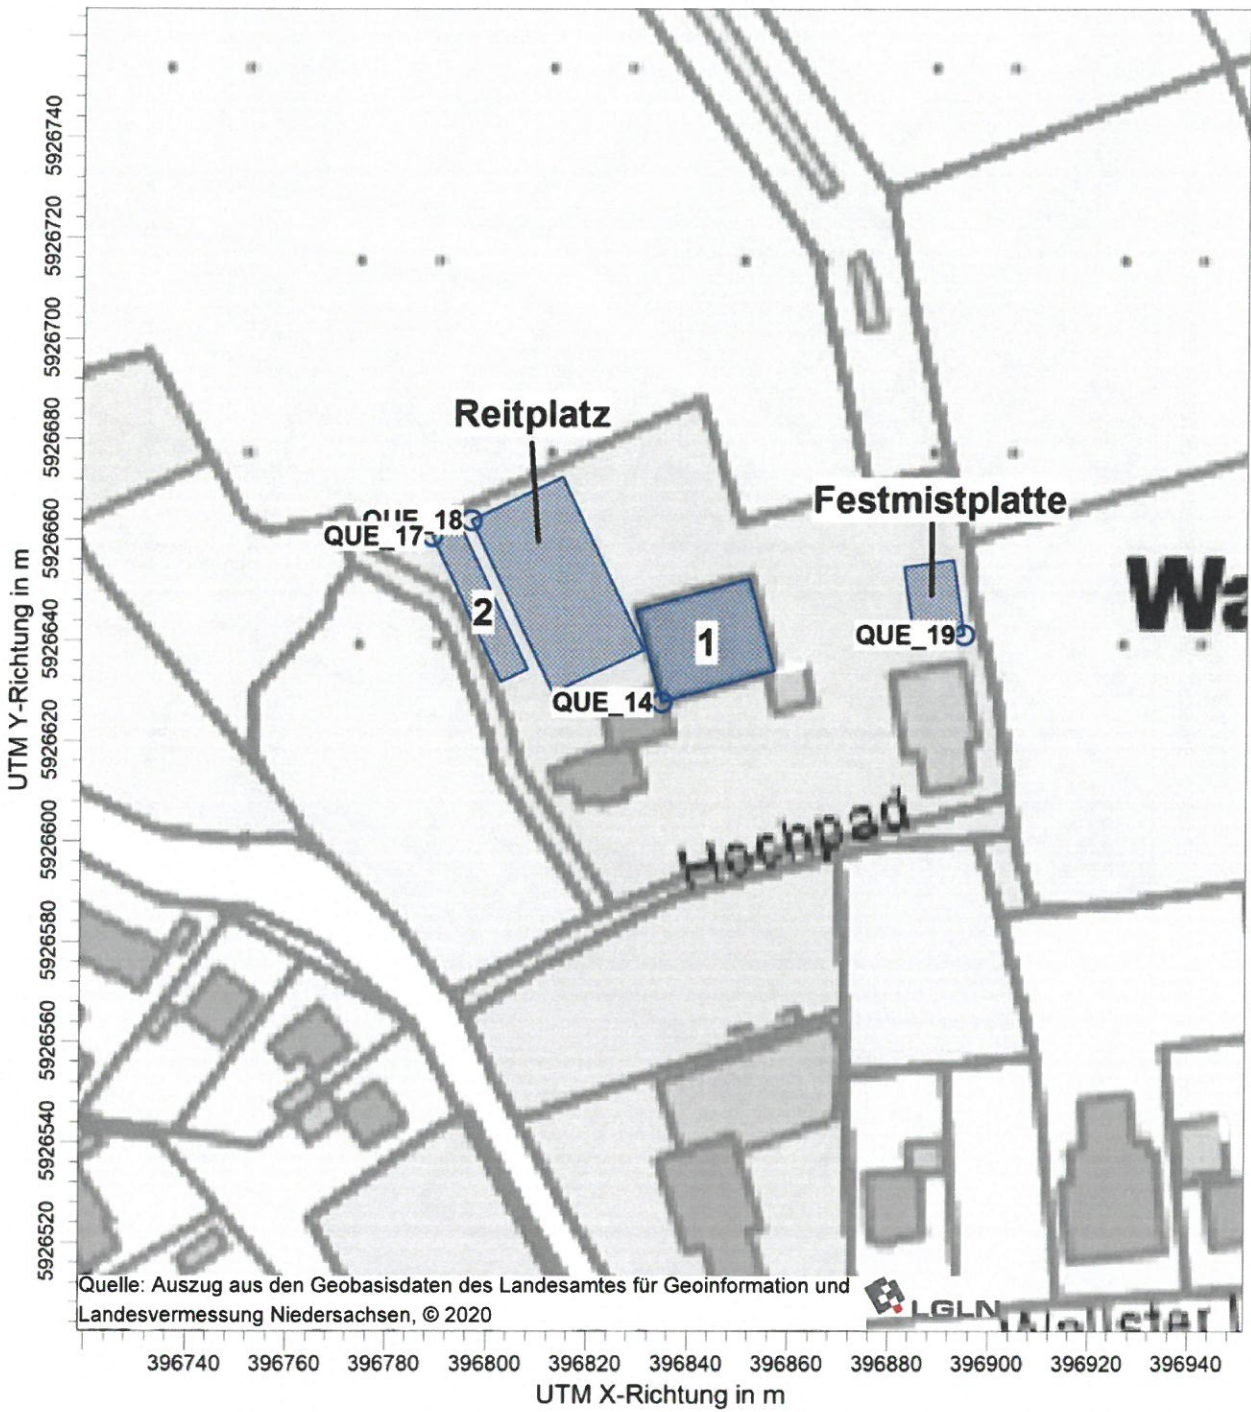 UTM Y-Richtung in m
5926740
5926720
5926700
5926680
5926660
5926640
5926620
5926600
5926580
5926560
5926540
5926520
Reitplatz
QUE_18
QUE_17
2
1
QUE_14
Festmistplatte
QUE_19
Wa
Hochpad
Quelle: Auszug aus den Geobasisdaten des Landesamtes für Geoinformation und
Landesvermessung Niedersachsen, © 2020
LGLN
396740 396760 396780 396800 396820 396840 396860 396880 396900 396920 396940
UTM X-Richtung in m